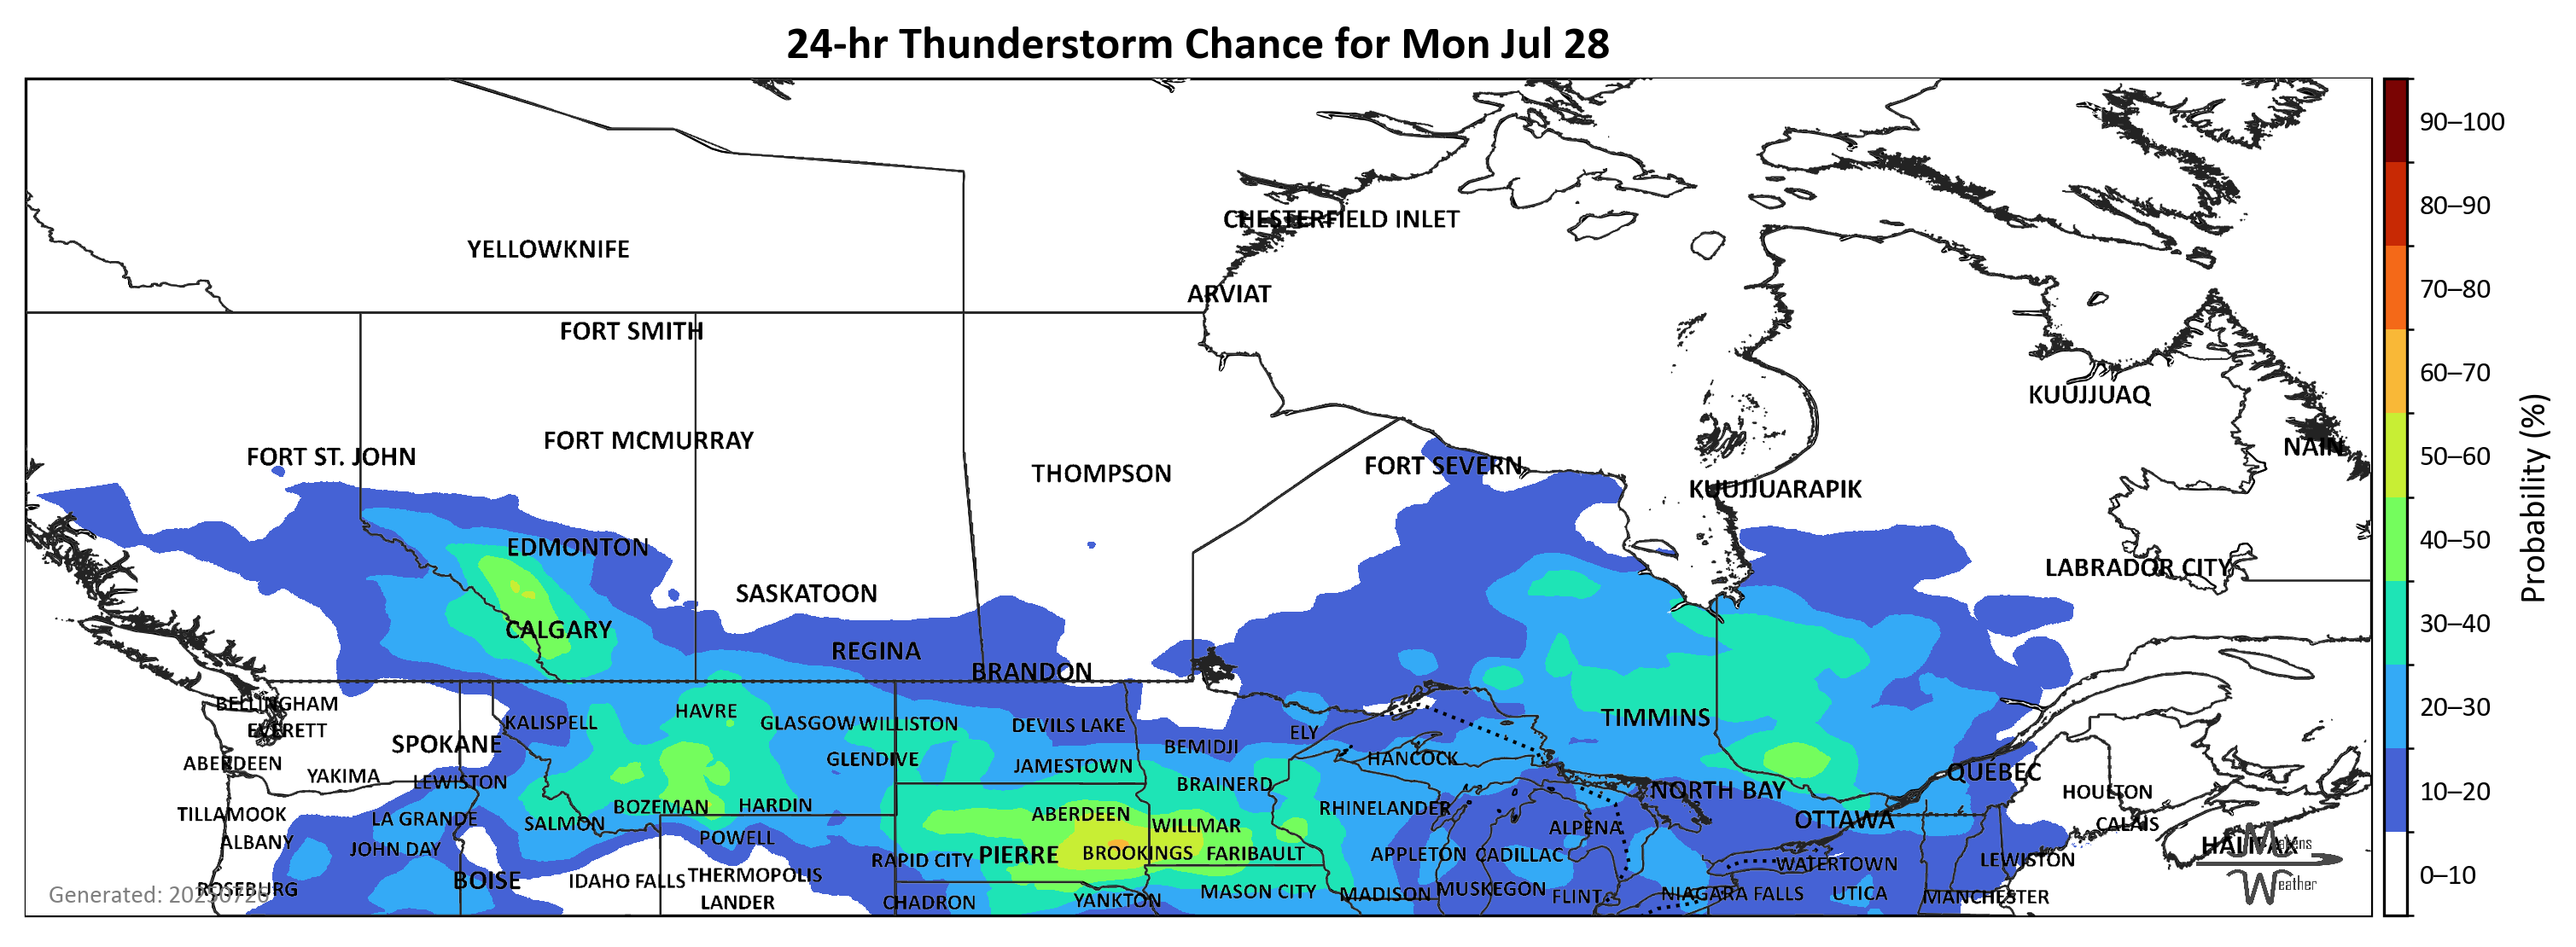 24-hr Thunderstorm Chance for Mon Jul 28
90–100
80–90
CHESTERFIELD INLET
YELLOWKNIFE
70–80
ARVIAT
FORT SMITH
60–70
KUUJJUAQ
FORT MCMURRAY
NAIN
FORT ST. JOHN
50–60
FORT SEVERN
THOMPSON
KUUJJUARAPIK
Probability (%)
40–50
EDMONTON
LABRADOR CITY
SASKATOON
30–40
CALGARY
REGINA
BRANDON
BELLINGHAM
20–30
HAVRE
TIMMINS
KALISPELL
GLASGOW
WILLISTON
DEVILS LAKE
EVERETT
ELY
SPOKANE
BEMIDJI
HANCOCK
GLENDIVE
ABERDEEN
JAMESTOWN
QUÉBEC
YAKIMA
LEWISTON
BRAINERD
NORTH BAY
HOULTON
10–20
BOZEMAN
HARDIN
RHINELANDER
TILLAMOOK
ABERDEEN
LA GRANDE
OTTAWA
SALMON
WILLMAR
CALAIS
ALPENA
POWELL
ALBANY
HALIFAX
Makens
JOHN DAY
BROOKINGS
FARIBAULT
PIERRE
APPLETON
CADILLAC
RAPID CITY
LEWISTON
WATERTOWN
THERMOPOLIS
0–10
BOISE
IDAHO FALLS
Weather
ROSEBURG
MUSKEGON
MASON CITY
MADISON
NIAGARA FALLS
UTICA
Generated: 20250726
FLINT
MANCHESTER
YANKTON
LANDER
CHADRON